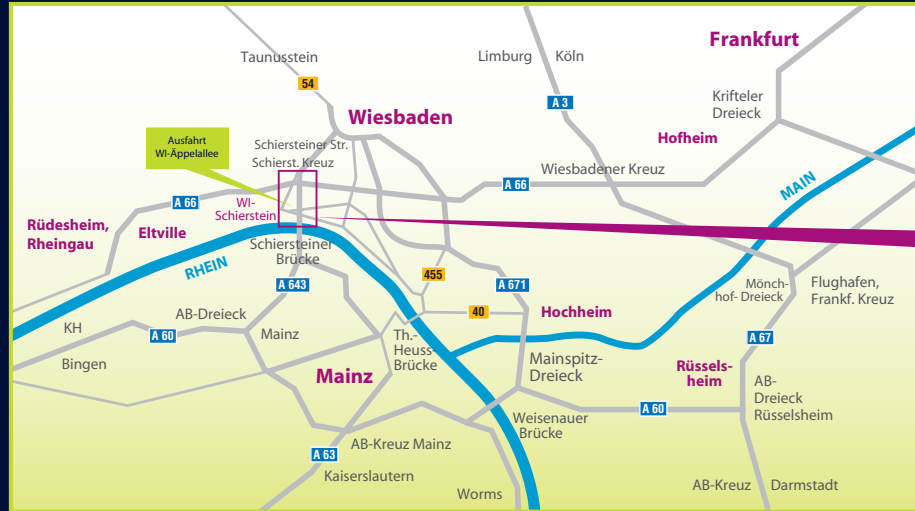 Frankfurt
Taunusstein
Limburg
Köln
54
A 3
Krifteler
Dreieck
Wiesbaden
Ausfahrt
WI-Äppelallee
Schiersteiner Str.
Schierst. Kreuz
Hofheim
Wiesbadener Kreuz
A 66
MAIN
A 66
WI-
Schierstein
Rüdesheim,
Rheingau
Eltville
Schiersteiner
Brücke
RHEIN
455
A 643
A 671
Mönch-
hof- Dreieck
Flughafen,
Frankf. Kreuz
AB-Dreieck
40
Hochheim
KH
A 60
Mainz
Th.-
Heuss-
Brücke
A 67
Bingen
Mainz
Mainspitz-
Dreieck
Rüssels-
heim
AB-
Dreieck
Rüsselsheim
A 60
Weisenauer
Brücke
AB-Kreuz Mainz
A 63
Kaiserslautern
Worms
AB-Kreuz
Darmstadt